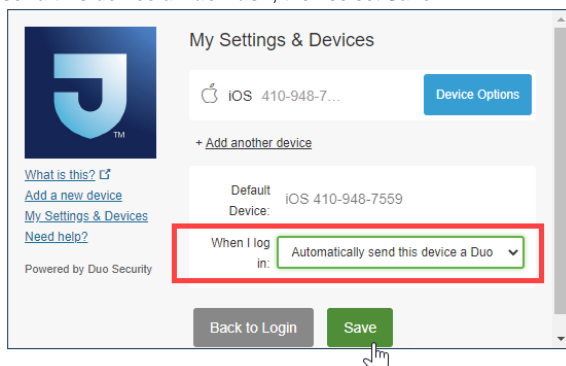 My Settings & Devices
iOS 410-948-7...
Device Options
+ Add another device
What is this?
Add a new device
My Settings & Devices
Need help?
Powered by Duo Security
Default Device: iOS 410-948-7559
When I log in: Automatically send this device a Duo
Back to Login
Save
J
TM